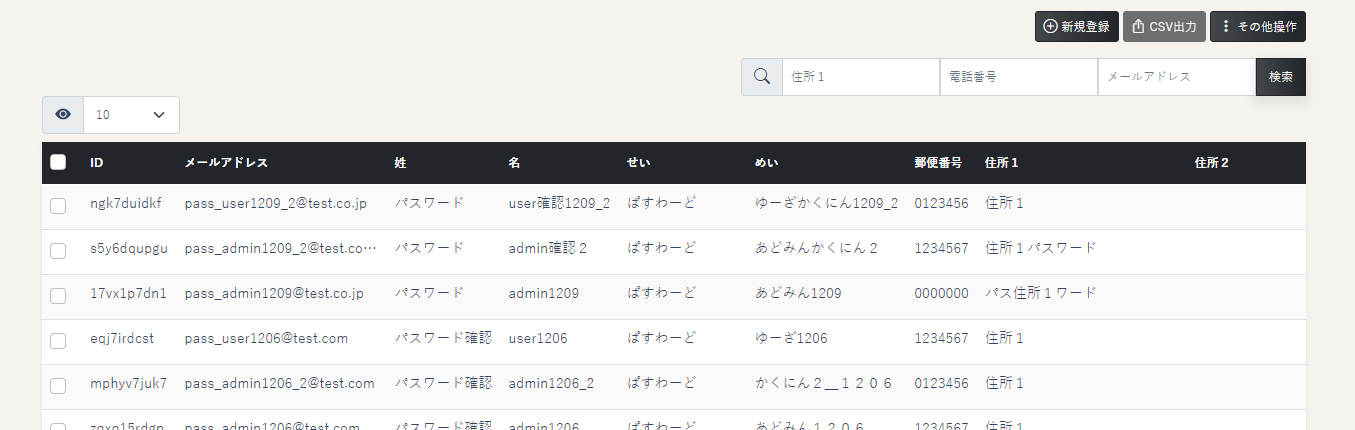 新規登録 CSV出力 その他操作
住所１ 電話番号 メールアドレス 検索
10
ID メールアドレス 姓 名 せい めい 郵便番号 住所１ 住所２
ngk7duidkf pass_user1209_2@test.co.jp パスワード user確認1209_2 ぱすわーど ゆーざかくにん1209_2 0123456 住所１
s5y6dqupgu pass_admin1209_2@test.co… パスワード admin確認２ ぱすわーど あどみんかくにん２ 1234567 住所１パスワード
17vx1p7dn1 pass_admin1209@test.co.jp パスワード admin1209 ぱすわーど あどみん1209 0000000 パス住所１ワード
eqj7irdcst pass_user1206@test.com パスワード確認 user1206 ぱすわーど ゆーざ1206 1234567 住所１
mphyv7juk7 pass_admin1206_2@test.com パスワード確認 admin1206_2 ぱすわーど かくにん２＿１２０６ 0123456 住所１
pass_admin1206@test.com パスワード確認 admin1206 ぱすわーど あどみん１２０６ 1234567 住所１